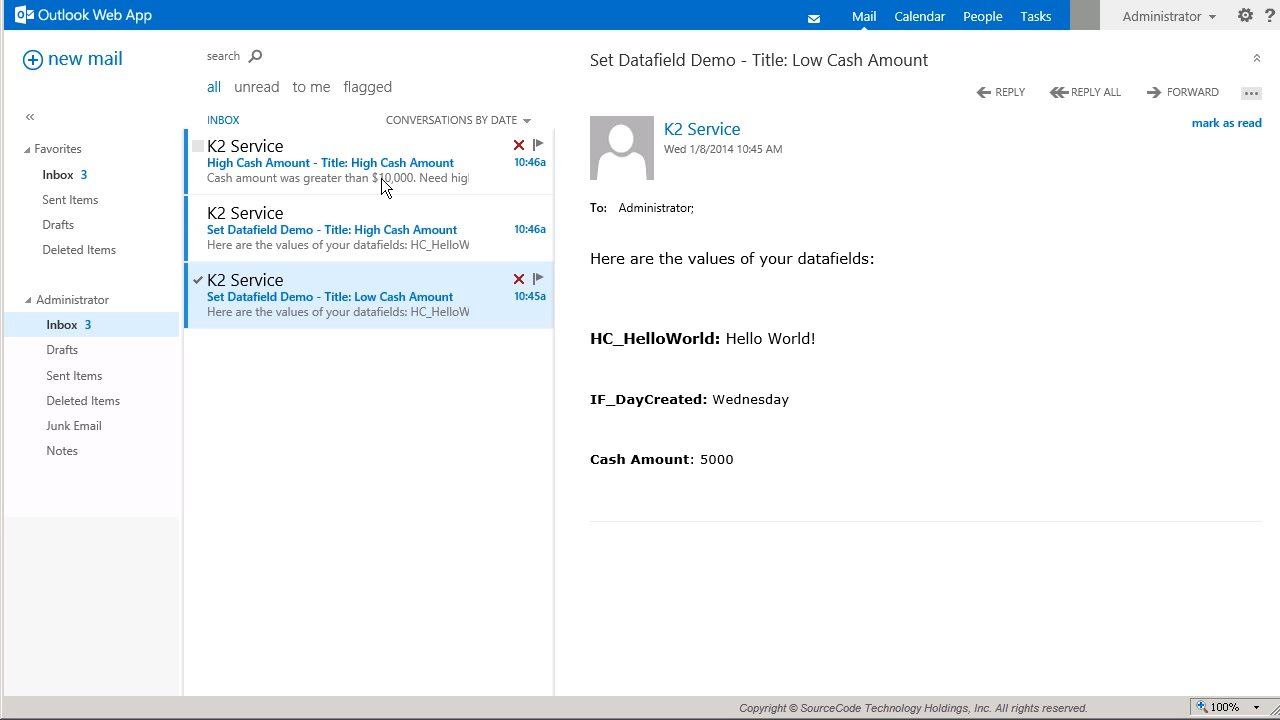 Outlook Web App
Mail Calendar People Tasks
Administrator
?
new mail
search
all unread to me flagged
INBOX CONVERSATIONS BY DATE
Favorites
Inbox 3
Sent Items
Drafts
Deleted Items
Administrator
Inbox 3
Drafts
Sent Items
Deleted Items
Junk Email
Notes
K2 Service
High Cash Amount - Title: High Cash Amount 10:46a
Cash amount was greater than $10,000. Need hig
K2 Service
Set Datafield Demo - Title: High Cash Amount 10:46a
Here are the values of your datafields: HC_HelloW
K2 Service
Set Datafield Demo - Title: Low Cash Amount 10:45a
Here are the values of your datafields: HC_HelloW
Set Datafield Demo - Title: Low Cash Amount
REPLY REPLY ALL FORWARD
mark as read
K2 Service
Wed 1/8/2014 10:45 AM
To: Administrator;
Here are the values of your datafields:
HC_HelloWorld: Hello World!
IF_DayCreated: Wednesday
Cash Amount: 5000
Copyright © SourceCode Technology Holdings, Inc. All rights reserved.
100%